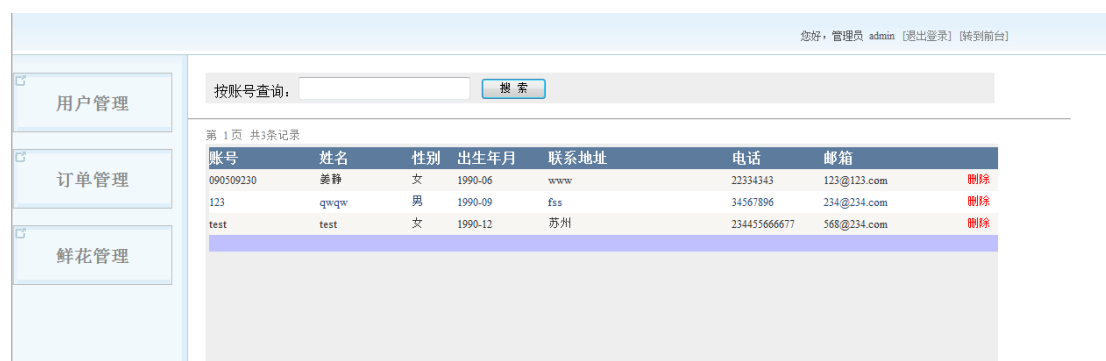 您好，管理员 admin [退出登录] [转到前台]
用户管理
订单管理
鲜花管理
按账号查询： 搜 索
第 1页 共3条记录
账号 姓名 性别 出生年月 联系地址 电话 邮箱
090509230 姜静 女 1990-06 www 22334343 123@123.com 删除
123 qwqw 男 1990-09 fss 34567896 234@234.com 删除
test test 女 1990-12 苏州 234455666677 568@234.com 删除